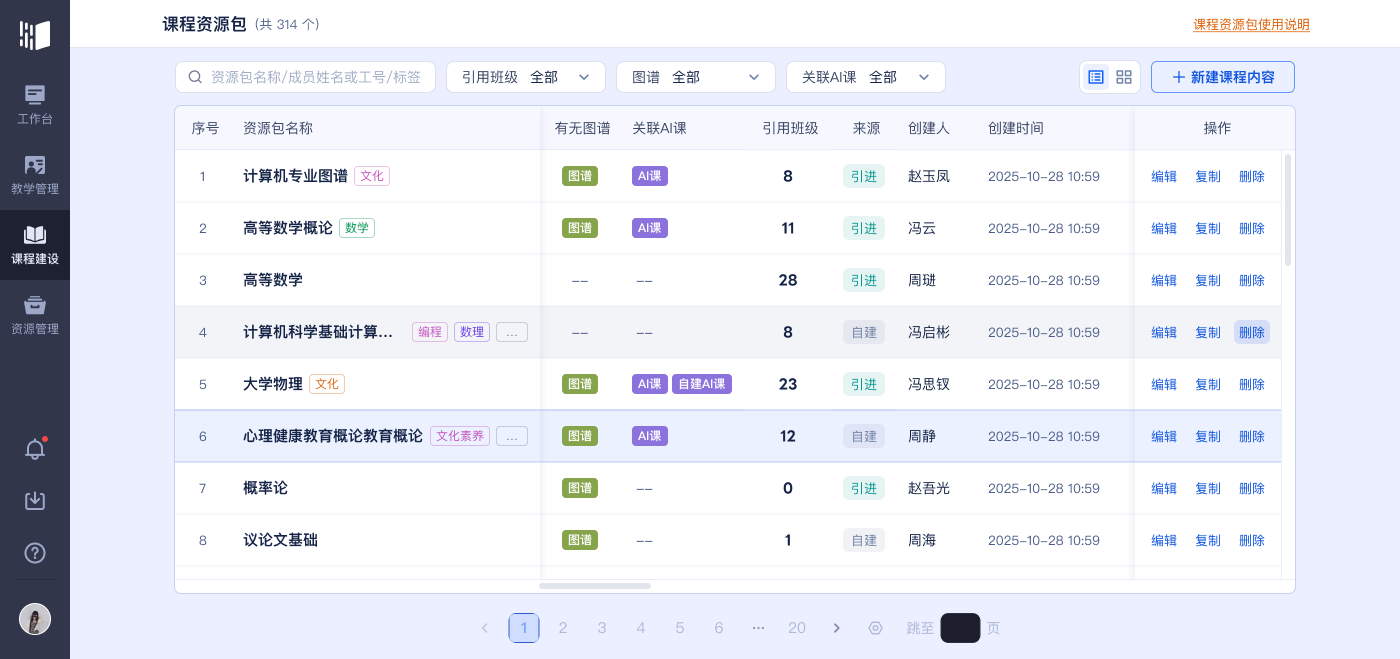 课程资源包 (共 314 个)
课程资源包使用说明
资源包名称/成员姓名或工号/标签
引用班级 全部
图谱 全部
关联AI课 全部
新建课程内容
工作台
教学管理
课程建设
资源管理
序号 资源包名称 有无图谱 关联AI课 引用班级 来源 创建人 创建时间 操作
1 计算机专业图谱 文化 图谱 AI课 8 引进 赵玉凤 2025-10-28 10:59 编辑 复制 删除
2 高等数学概论 数学 图谱 AI课 11 引进 冯云 2025-10-28 10:59 编辑 复制 删除
3 高等数学 -- -- 28 引进 周琎 2025-10-28 10:59 编辑 复制 删除
4 计算机科学基础计算... 编程 数理 ... -- -- 8 自建 冯启彬 2025-10-28 10:59 编辑 复制 删除
5 大学物理 文化 图谱 AI课 自建AI课 23 引进 冯思钗 2025-10-28 10:59 编辑 复制 删除
6 心理健康教育概论教育概论 文化素养 ... 图谱 AI课 12 自建 周静 2025-10-28 10:59 编辑 复制 删除
7 概率论 图谱 -- 0 引进 赵吾光 2025-10-28 10:59 编辑 复制 删除
8 议论文基础 图谱 -- 1 自建 周海 2025-10-28 10:59 编辑 复制 删除
1 2 3 4 5 6 ... 20 跳至 页